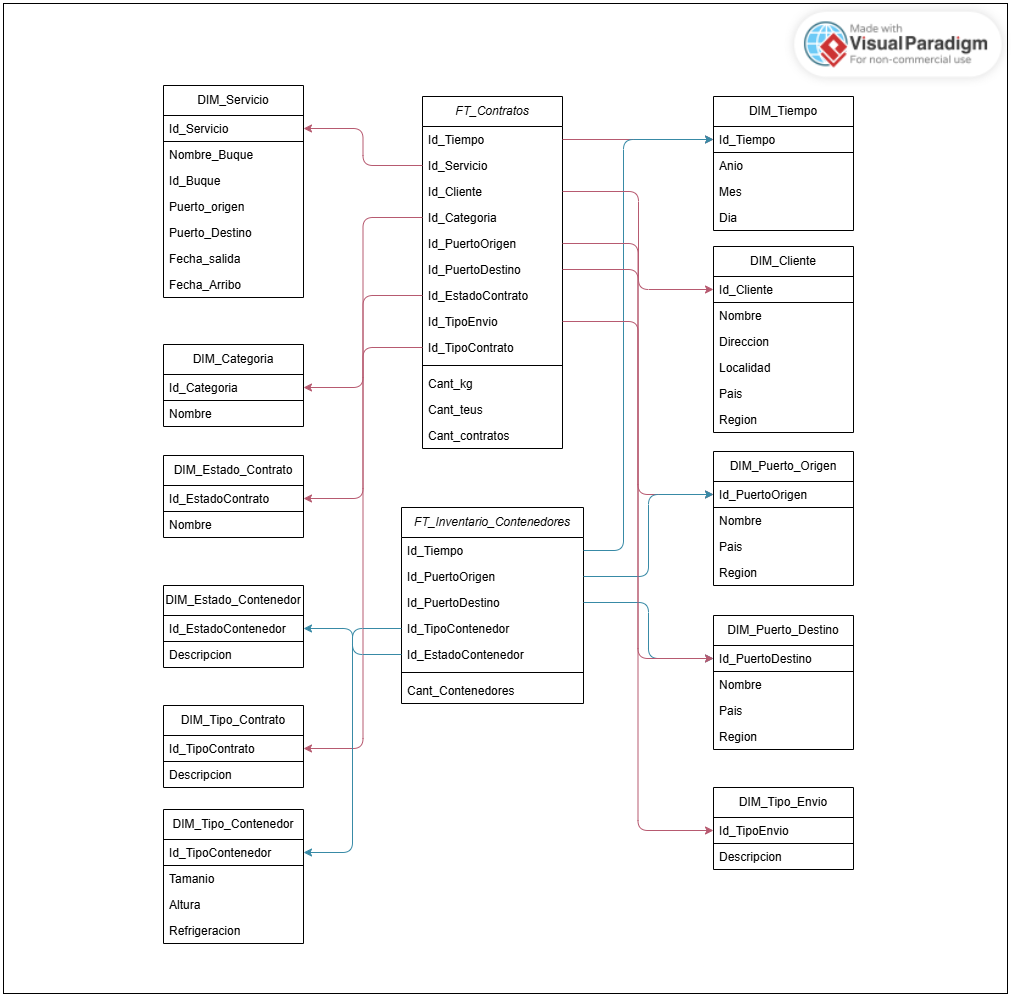 Made with
Visual Paradigm
For non-commercial use
DIM_Servicio
Id_Servicio
Nombre_Buque
Id_Buque
Puerto_origen
Puerto_Destino
Fecha_salida
Fecha_Arribo
DIM_Categoria
Id_Categoria
Nombre
DIM_Estado_Contrato
Id_EstadoContrato
Nombre
DIM_Estado_Contenedor
Id_EstadoContenedor
Descripcion
DIM_Tipo_Contrato
Id_TipoContrato
Descripcion
DIM_Tipo_Contenedor
Id_TipoContenedor
Tamanio
Altura
Refrigeracion
FT_Contratos
Id_Tiempo
Id_Servicio
Id_Cliente
Id_Categoria
Id_PuertoOrigen
Id_PuertoDestino
Id_EstadoContrato
Id_TipoEnvio
Id_TipoContrato
Cant_kg
Cant_teus
Cant_contratos
FT_Inventario_Contenedores
Id_Tiempo
Id_PuertoOrigen
Id_PuertoDestino
Id_TipoContenedor
Id_EstadoContenedor
Cant_Contenedores
DIM_Tiempo
Id_Tiempo
Anio
Mes
Dia
DIM_Cliente
Id_Cliente
Nombre
Direccion
Localidad
Pais
Region
DIM_Puerto_Origen
Id_PuertoOrigen
Nombre
Pais
Region
DIM_Puerto_Destino
Id_PuertoDestino
Nombre
Pais
Region
DIM_Tipo_Envio
Id_TipoEnvio
Descripcion